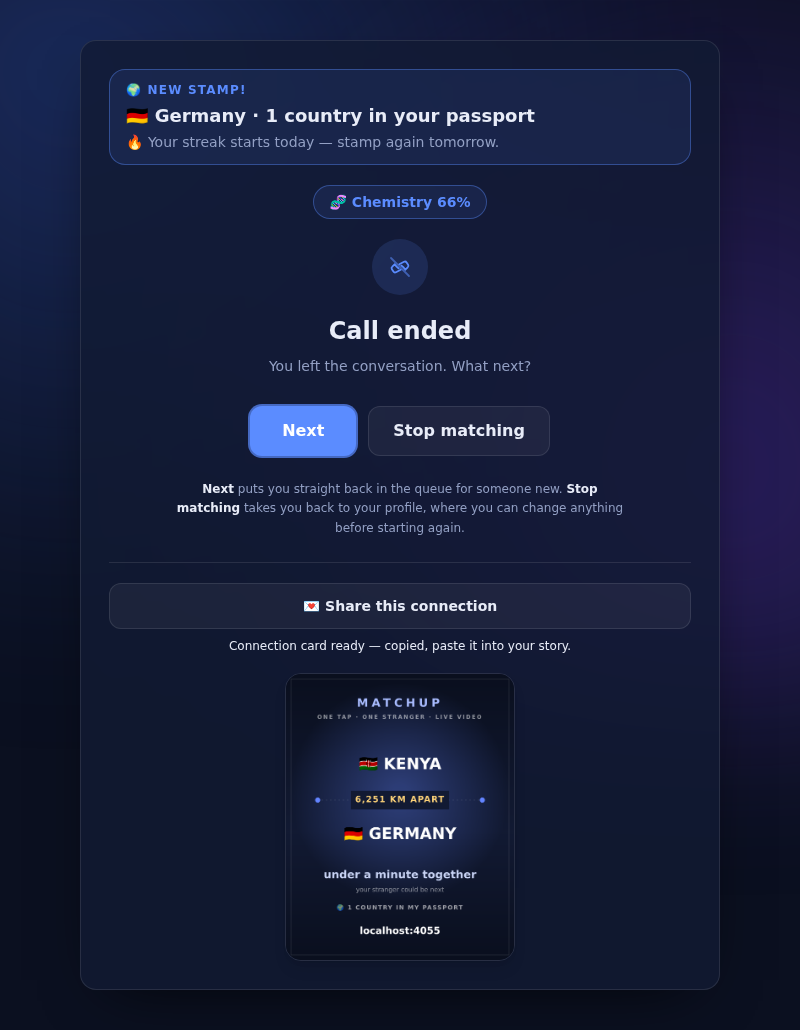 🌍 NEW STAMP!
🇩🇪 Germany · 1 country in your passport
🔥 Your streak starts today — stamp again tomorrow.
🧬 Chemistry 66%
Call ended
You left the conversation. What next?
Next
Stop matching
Next puts you straight back in the queue for someone new. Stop
matching takes you back to your profile, where you can change anything
before starting again.
💌 Share this connection
Connection card ready — copied, paste it into your story.
MATCHUP
ONE TAP · ONE STRANGER · LIVE VIDEO
🇰🇪 KENYA
6,251 KM APART
🇩🇪 GERMANY
under a minute together
your stranger could be next
🌍 1 COUNTRY IN MY PASSPORT
localhost:4055